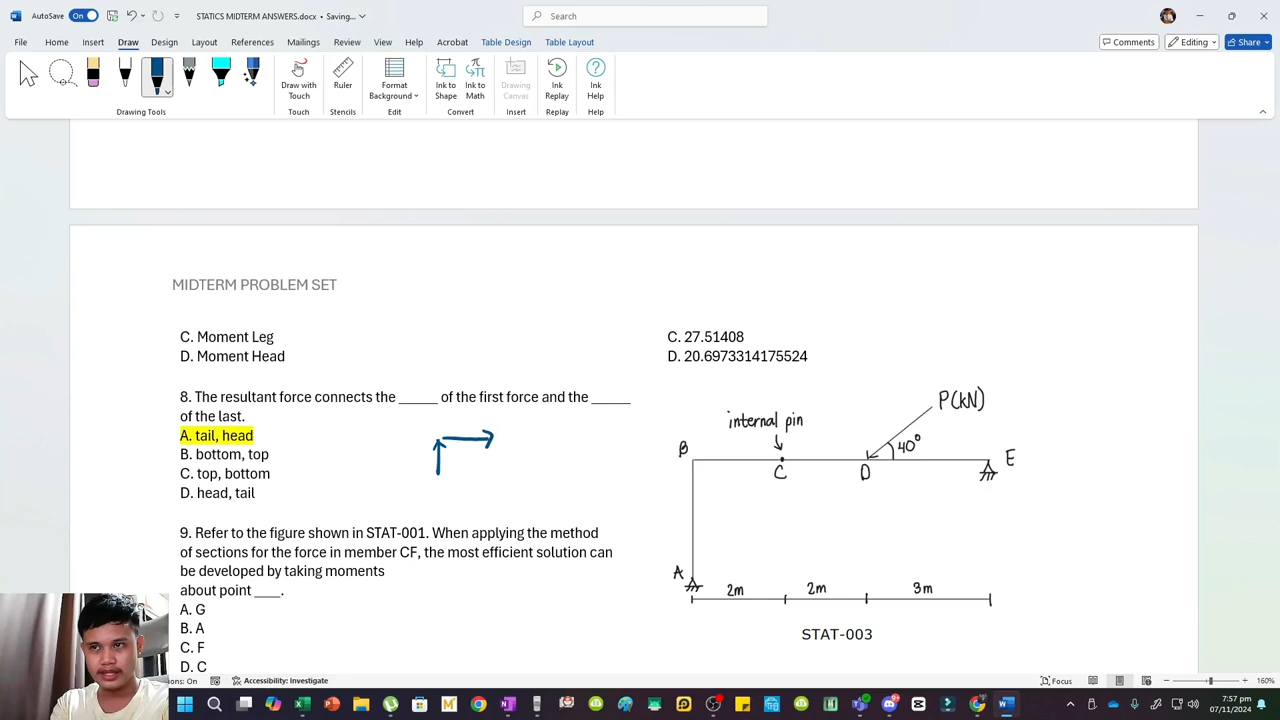 AutoSave
On
STATICS MIDTERM ANSWERS.docx • Saving...
Search
File
Home
Insert
Draw
Design
Layout
References
Mailings
Review
View
Help
Acrobat
Table Design
Table Layout
Comments
Editing
Share
Draw with
Touch
Ruler
Format
Background
Ink to
Shape
Ink to
Math
Drawing
Canvas
Ink
Replay
Ink
Help
Drawing Tools
Touch
Stencils
Edit
Convert
Insert
Replay
Help
MIDTERM PROBLEM SET
C. Moment Leg
D. Moment Head
8. The resultant force connects the _____ of the first force and the _____
of the last.
A. tail, head
B. bottom, top
C. top, bottom
D. head, tail
9. Refer to the figure shown in STAT-001. When applying the method
of sections for the force in member CF, the most efficient solution can
be developed by taking moments
about point ___.
A. G
B. A
C. F
D. C
C. 27.51408
D. 20.6973314175524
P(kN)
internal pin
40°
B
C
D
E
A
2m
2m
3m
STAT-003
ions: On
Accessibility: Investigate
Focus
160%
7:57 pm
07/11/2024